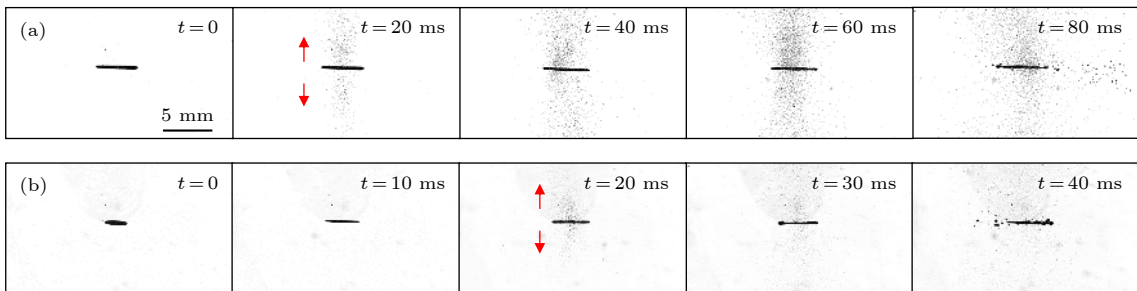 (a) t = 0 t = 20 ms t = 40 ms t = 60 ms t = 80 ms
5 mm
(b) t = 0 t = 10 ms t = 20 ms t = 30 ms t = 40 ms